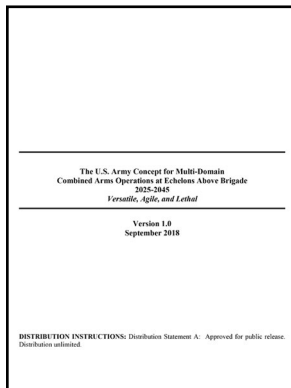 The U.S. Army Concept for Multi-Domain
Combined Arms Operations at Echelons Above Brigade
2025-2045
Versatile, Agile, and Lethal
Version 1.0
September 2018
DISTRIBUTION INSTRUCTIONS: Distribution Statement A: Approved for public release.
Distribution unlimited.